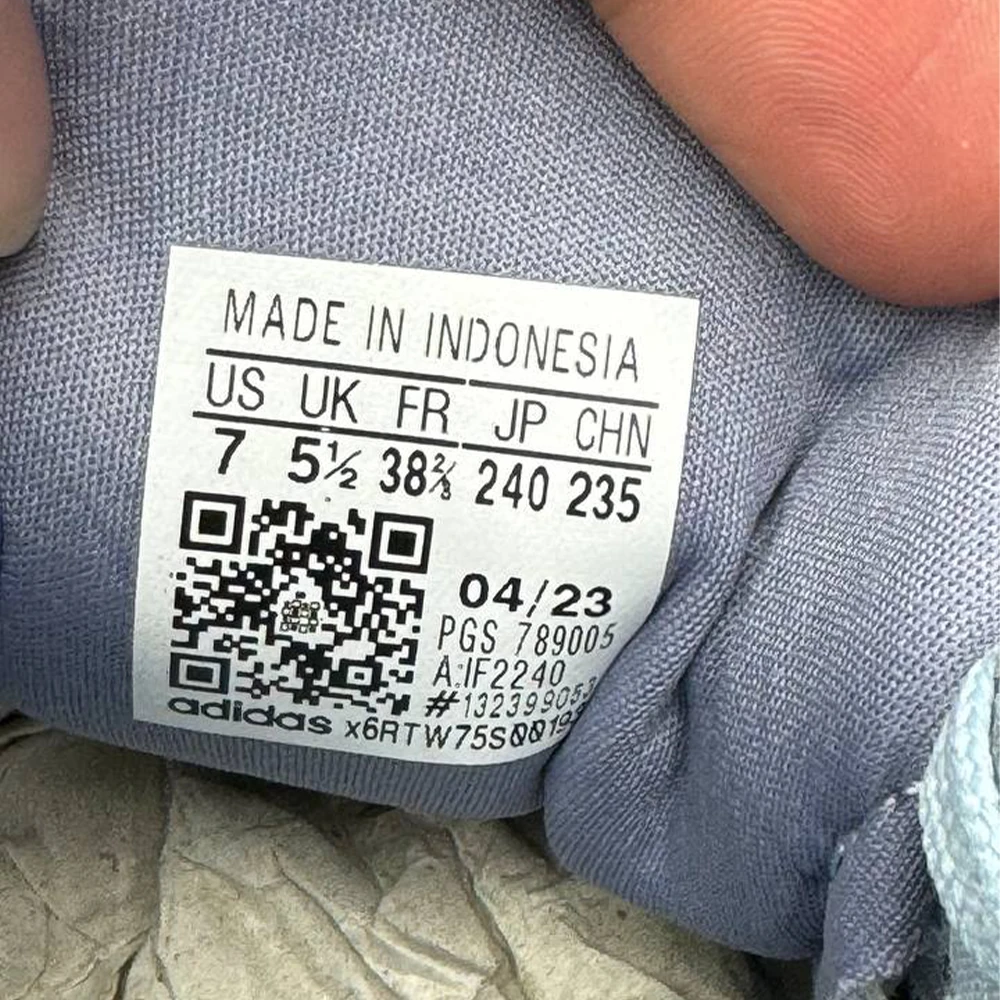 MADE IN INDONESIA
US UK FR JP CHN
7 5½ 38⅔ 240 235
04/23
PGS 789005
A:IF2240
adidas